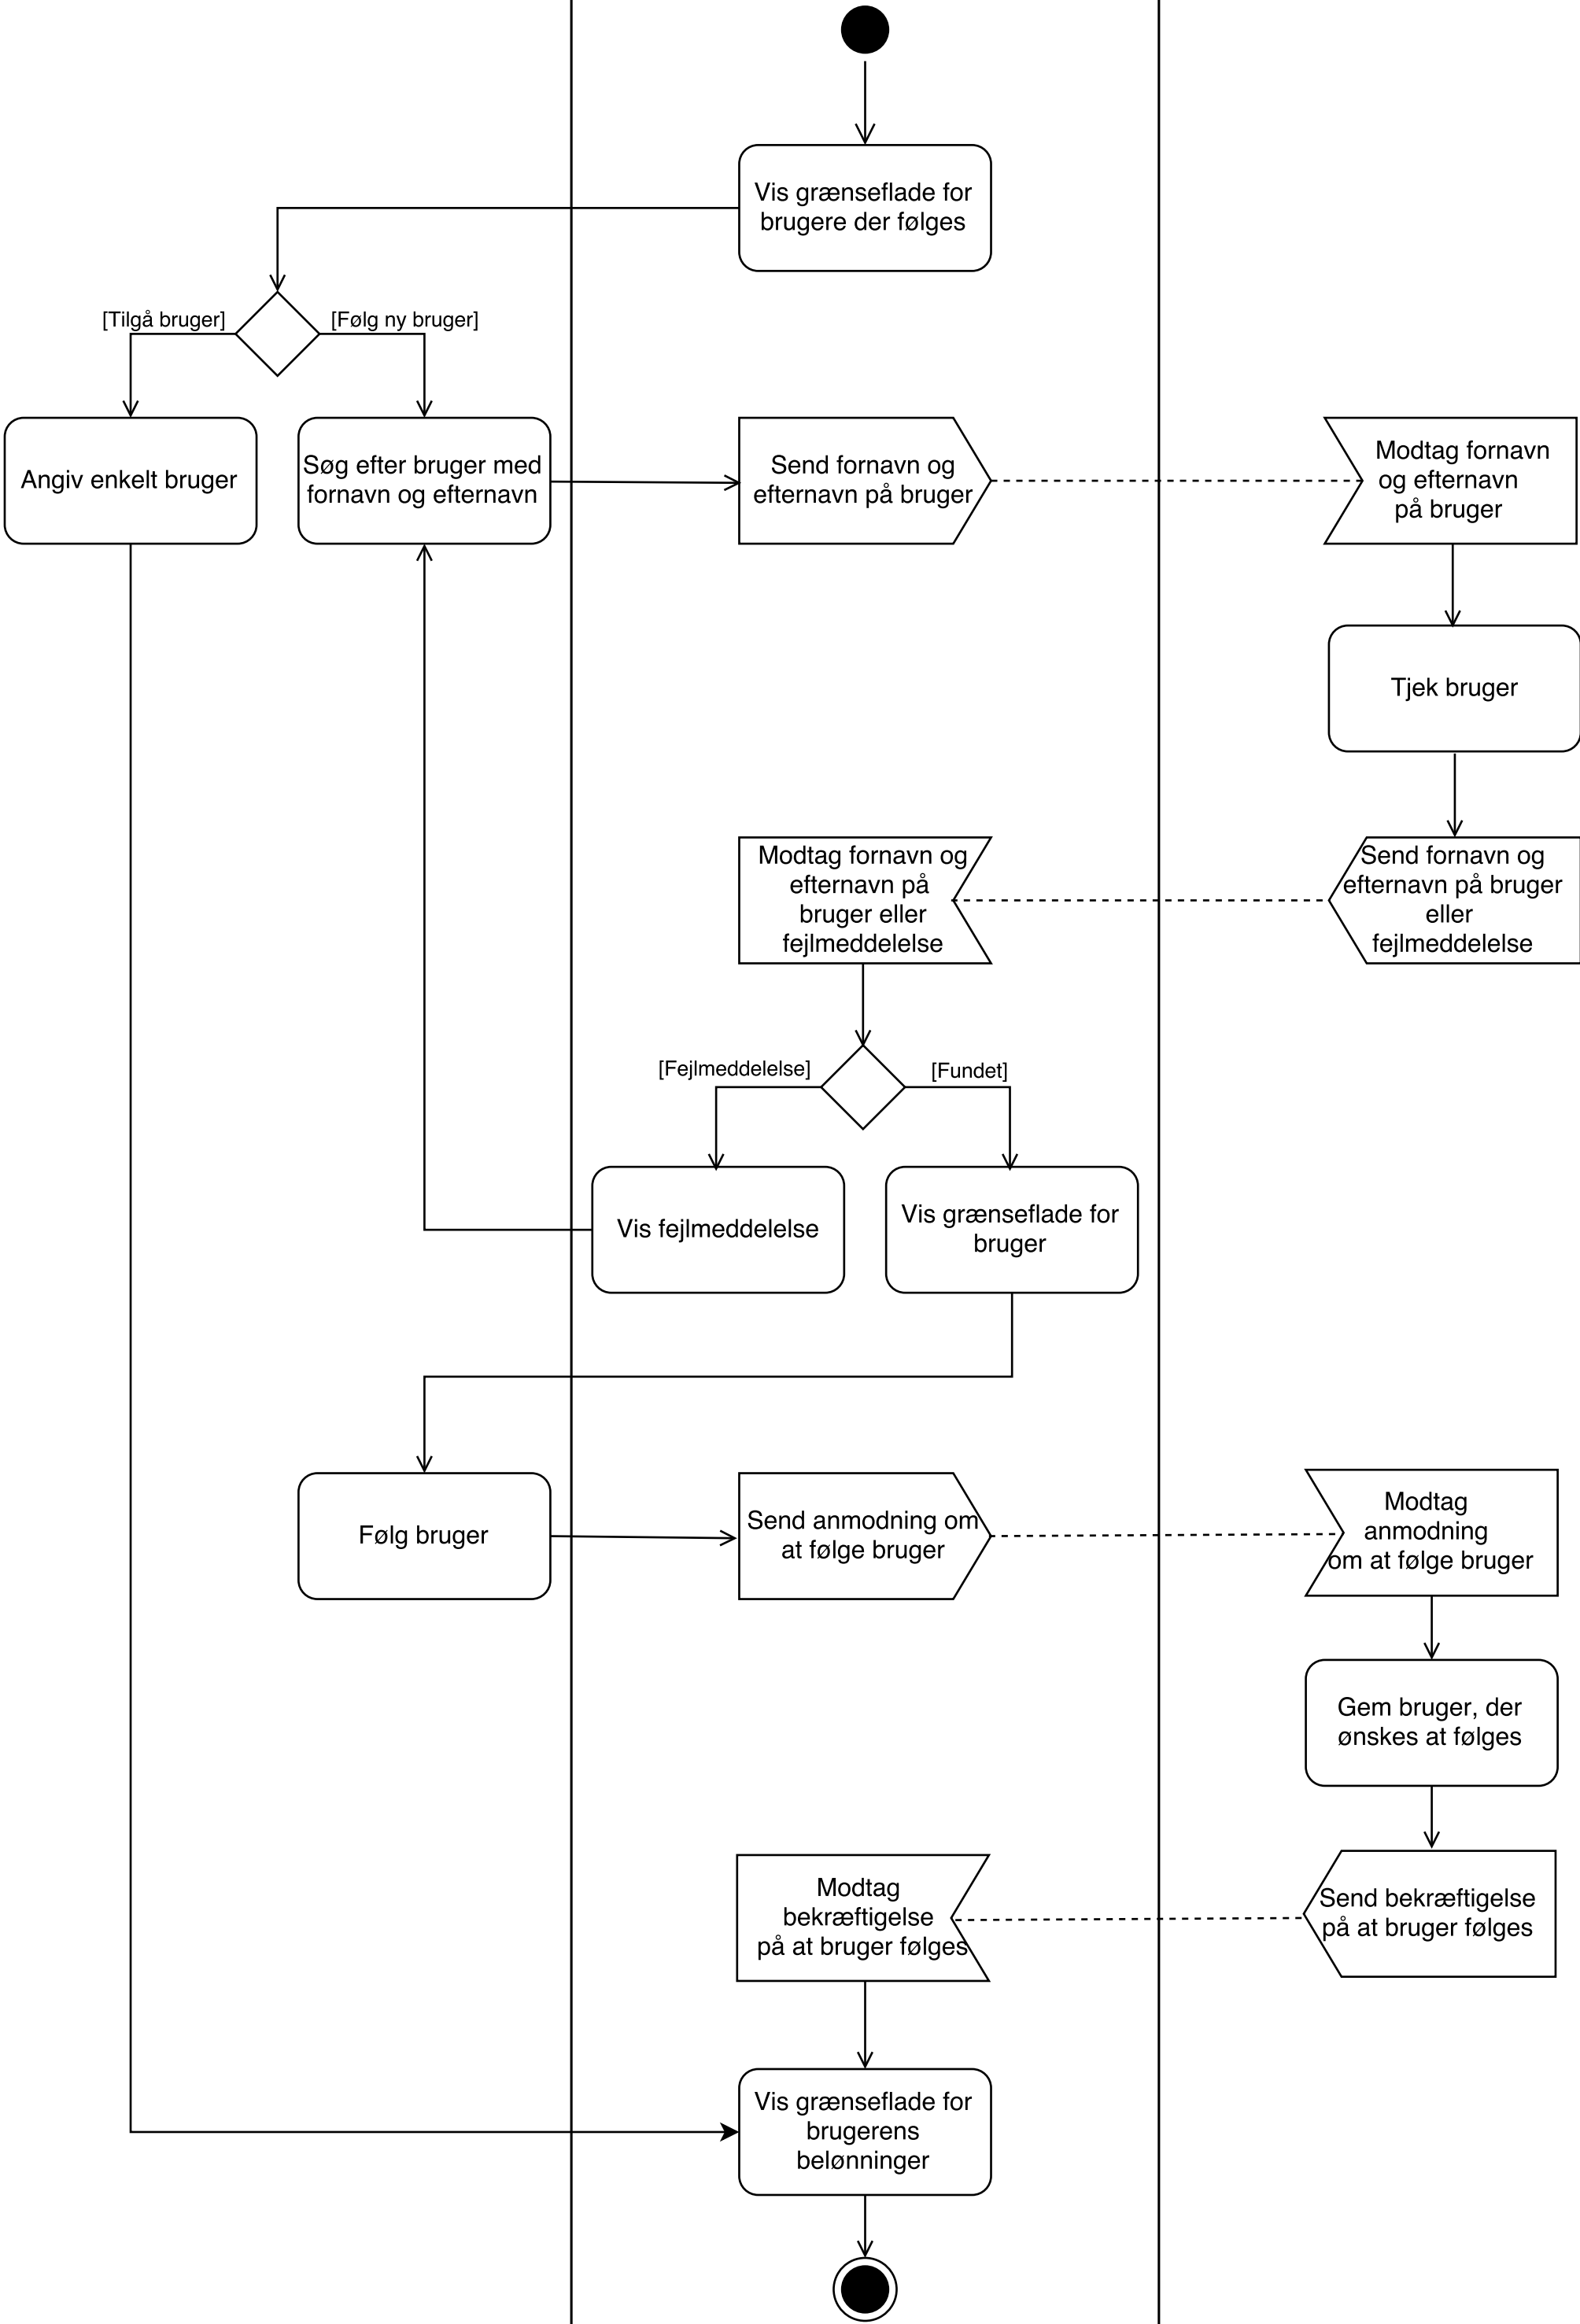 Vis grænseflade for
brugere der følges
[Tilgå bruger]
[Følg ny bruger]
Angiv enkelt bruger
Søg efter bruger med
fornavn og efternavn
Send fornavn og
efternavn på bruger
Modtag fornavn
og efternavn
på bruger
Tjek bruger
Modtag fornavn og
efternavn på
bruger eller
fejlmeddelelse
Send fornavn og
efternavn på bruger
eller
fejlmeddelelse
[Fejlmeddelelse]
[Fundet]
Vis fejlmeddelelse
Vis grænseflade for
bruger
Følg bruger
Send anmodning om
at følge bruger
Modtag
anmodning
om at følge bruger
Gem bruger, der
ønskes at følges
Modtag
bekræftigelse
på at bruger følges
Send bekræftigelse
på at bruger følges
Vis grænseflade for
brugerens
belønninger